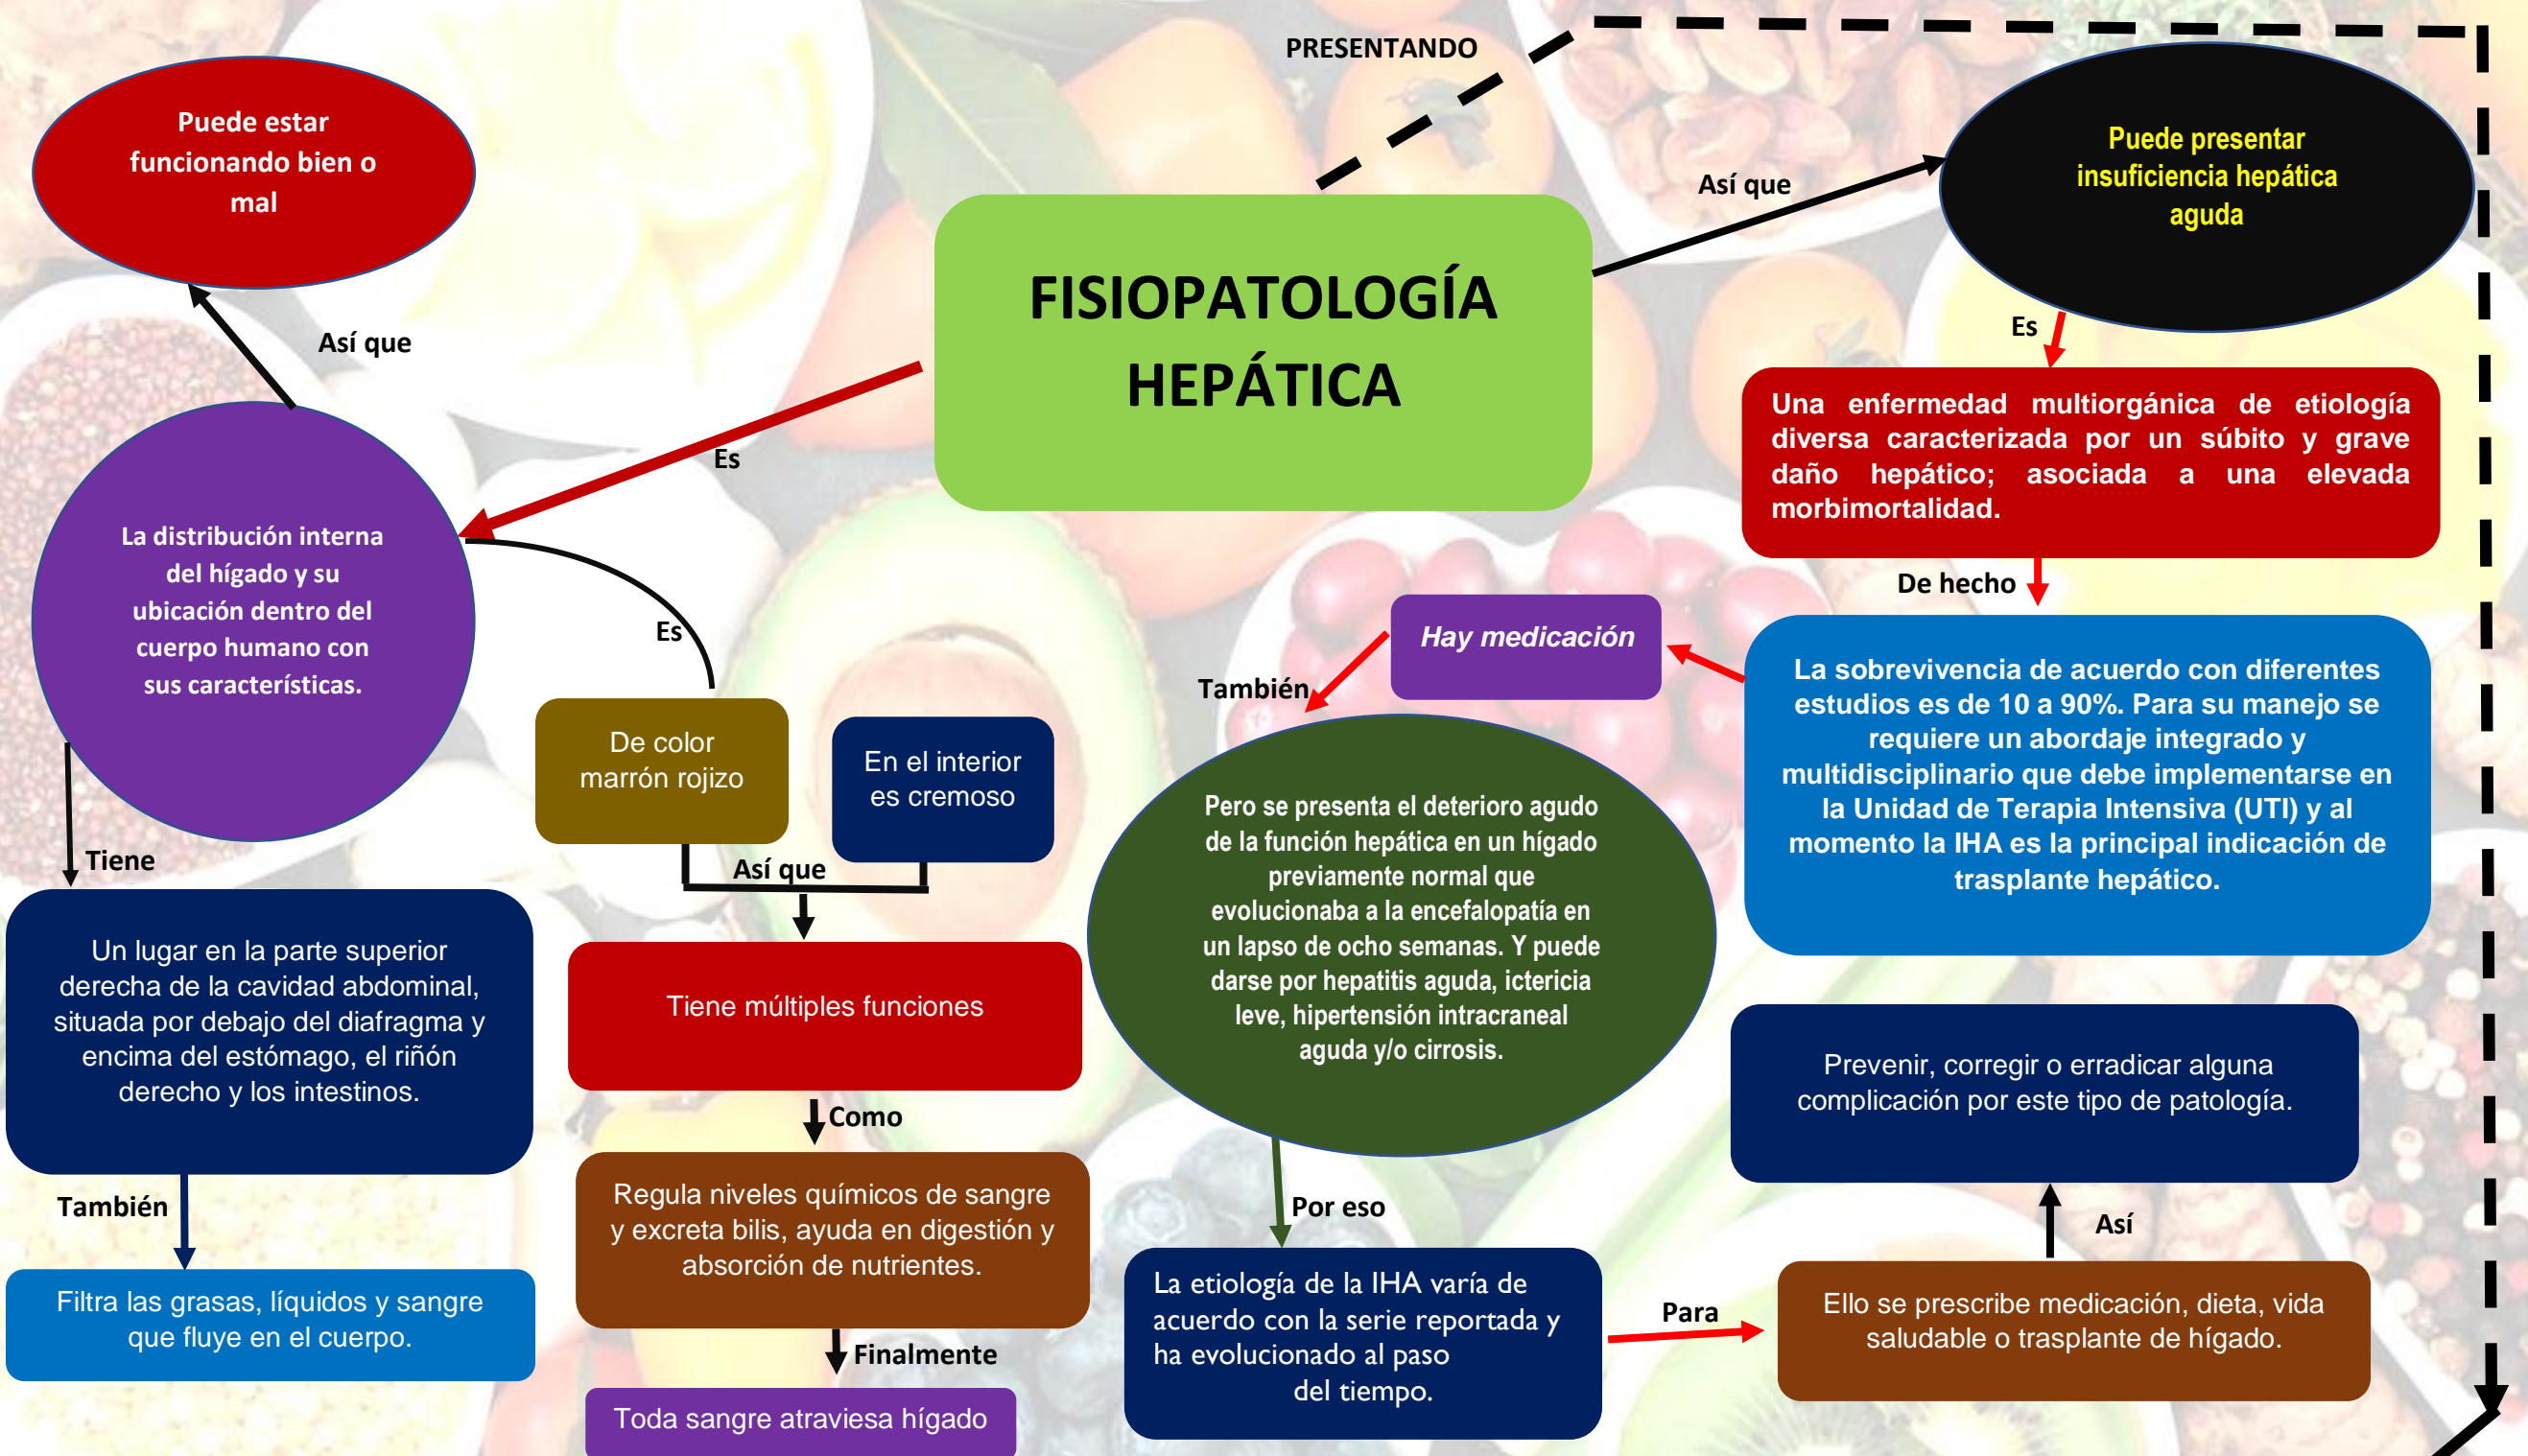 PRESENTANDO
Puede estar
funcionando bien o
mal
Así que
FISIOPATOLOGÍA
HEPÁTICA
Así que
Puede presentar
insuficiencia hepática
aguda
Es
Una enfermedad multiorgánica de etiología
diversa caracterizada por un súbito y grave
daño hepático; asociada a una elevada
morbimortalidad.
De hecho
La sobrevivencia de acuerdo con diferentes
estudios es de 10 a 90%. Para su manejo se
requiere un abordaje integrado y
multidisciplinario que debe implementarse en
la Unidad de Terapia Intensiva (UTI) y al
momento la IHA es la principal indicación de
trasplante hepático.
Hay medicación
También
Pero se presenta el deterioro agudo
de la función hepática en un hígado
previamente normal que
evolucionaba a la encefalopatía en
un lapso de ocho semanas. Y puede
darse por hepatitis aguda, ictericia
leve, hipertensión intracraneal
aguda y/o cirrosis.
Por eso
La etiología de la IHA varía de
acuerdo con la serie reportada y
ha evolucionado al paso
del tiempo.
Para
Ello se prescribe medicación, dieta, vida
saludable o trasplante de hígado.
Así
Prevenir, corregir o erradicar alguna
complicación por este tipo de patología.
Es
La distribución interna
del hígado y su
ubicación dentro del
cuerpo humano con
sus características.
Es
De color
marrón rojizo
En el interior
es cremoso
Así que
Tiene múltiples funciones
Como
Regula niveles químicos de sangre
y excreta bilis, ayuda en digestión y
absorción de nutrientes.
Finalmente
Toda sangre atraviesa hígado
Tiene
Un lugar en la parte superior
derecha de la cavidad abdominal,
situada por debajo del diafragma y
encima del estómago, el riñón
derecho y los intestinos.
También
Filtra las grasas, líquidos y sangre
que fluye en el cuerpo.